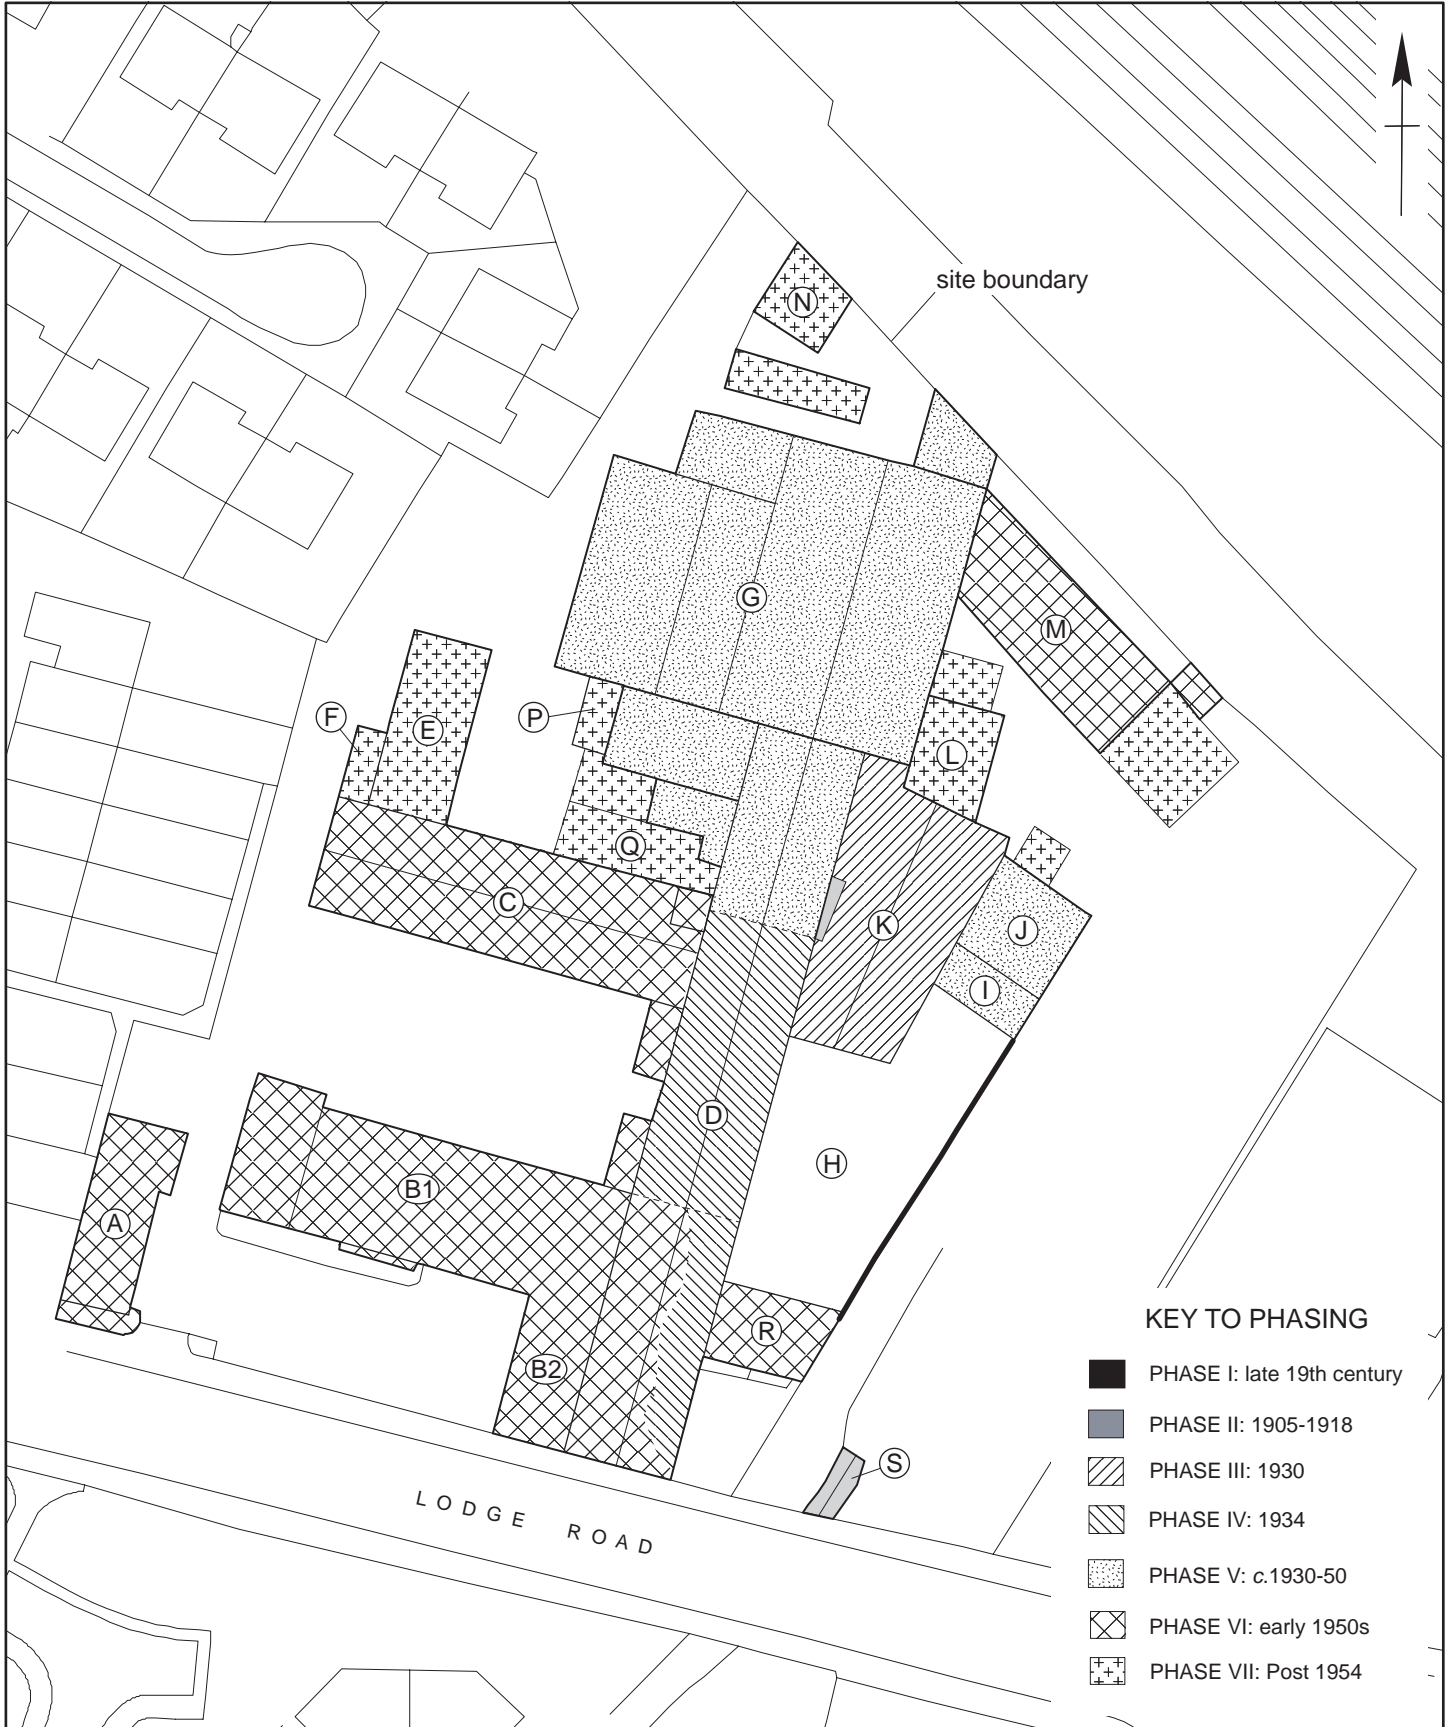 N
site boundary
G
M
F
E
P
L
Q
C
K
J
I
D
H
B1
A
R
B2
S
LODGE ROAD
KEY TO PHASING
PHASE I: late 19th century
PHASE II: 1905-1918
PHASE III: 1930
PHASE IV: 1934
PHASE V: c.1930-50
PHASE VI: early 1950s
PHASE VII: Post 1954